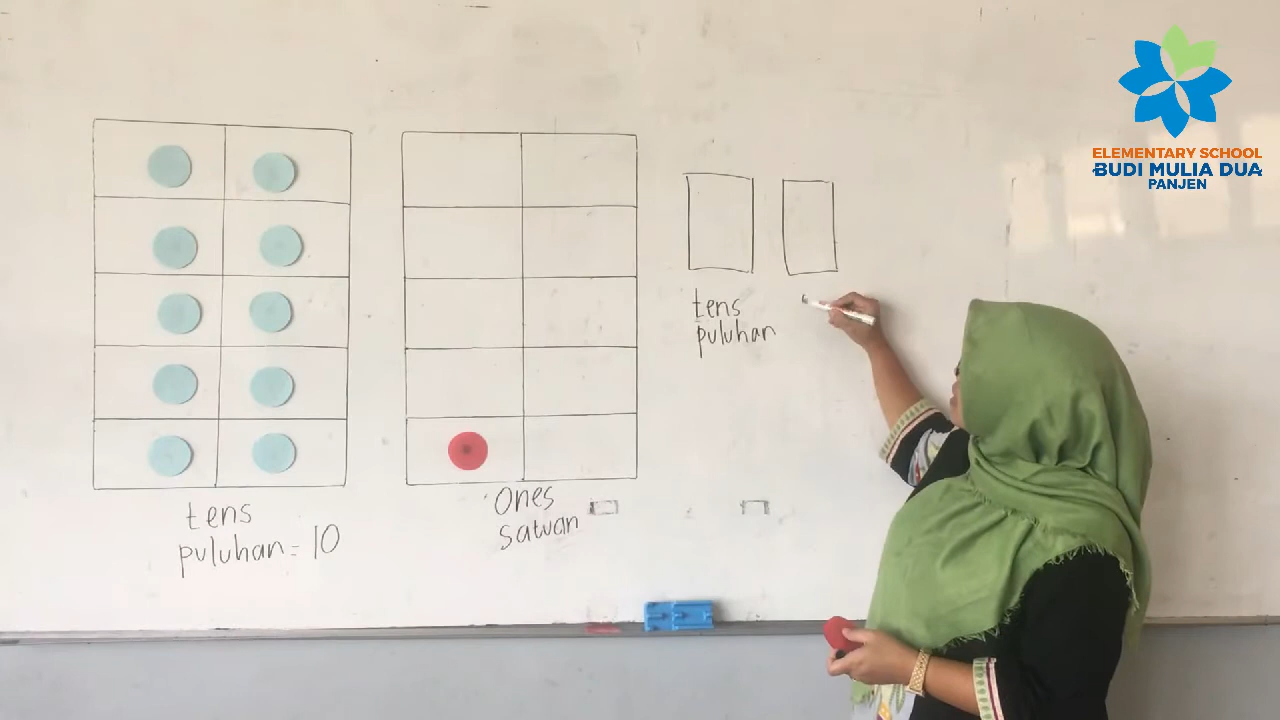 tens
puluhan = 10
Ones
satuan
tens
puluhan
ELEMENTARY SCHOOL
BUDI MULIA DUA
PANJEN